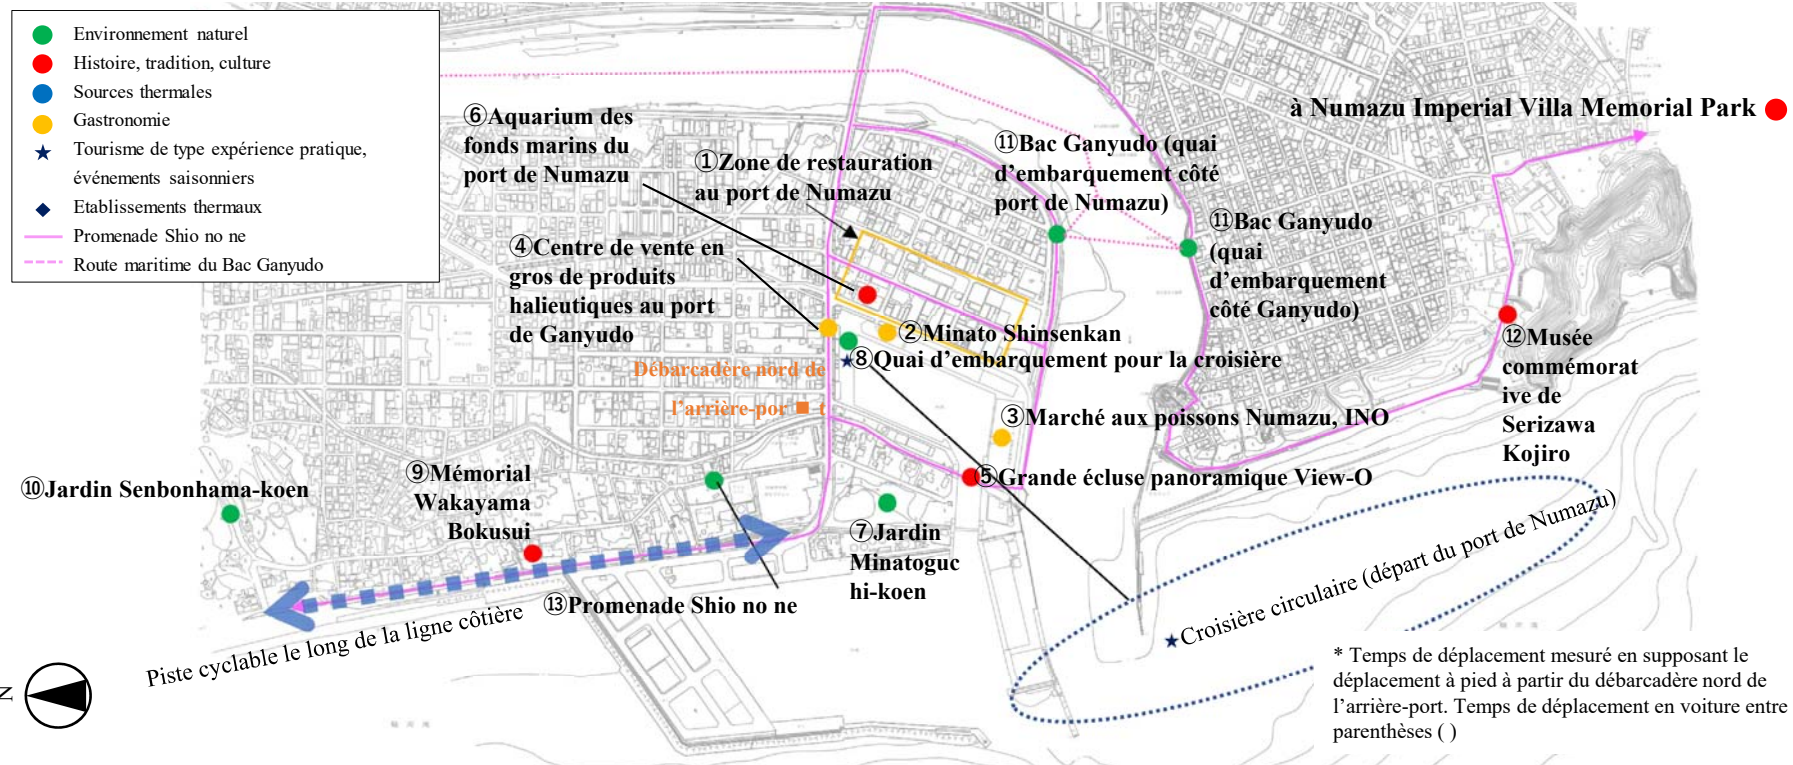 Environnement naturel
Histoire, tradition, culture
Sources thermales
Gastronomie
Tourisme de type expérience pratique,
événements saisonniers
Etablissements thermaux
Promenade Shio no ne
Route maritime du Bac Ganyudo
à Numazu Imperial Villa Memorial Park
⑥Aquarium des
fonds marins du
port de Numazu
①Zone de restauration
au port de Numazu
⑪Bac Ganyudo (quai
d’embarquement côté
port de Numazu)
⑪Bac Ganyudo
(quai
d’embarquement
côté Ganyudo)
④Centre de vente en
gros de produits
halieutiques au port
de Ganyudo
②Minato Shinsenkan
⑧Quai d’embarquement pour la croisière
Débarcadère nord de
l’arrière-por t
⑫Musée
commémorat
ive de
Serizawa
Kojiro
③Marché aux poissons Numazu, INO
⑤Grande écluse panoramique View-O
⑨Mémorial
Wakayama
Bokusui
⑩Jardin Senbonhama-koen
⑦Jardin
Minatoguc
hi-koen
⑬Promenade Shio no ne
Piste cyclable le long de la ligne côtière
Croisière circulaire (départ du port de Numazu)
N
* Temps de déplacement mesuré en supposant le
déplacement à pied à partir du débarcadère nord de
l’arrière-port. Temps de déplacement en voiture entre
parenthèses ( )